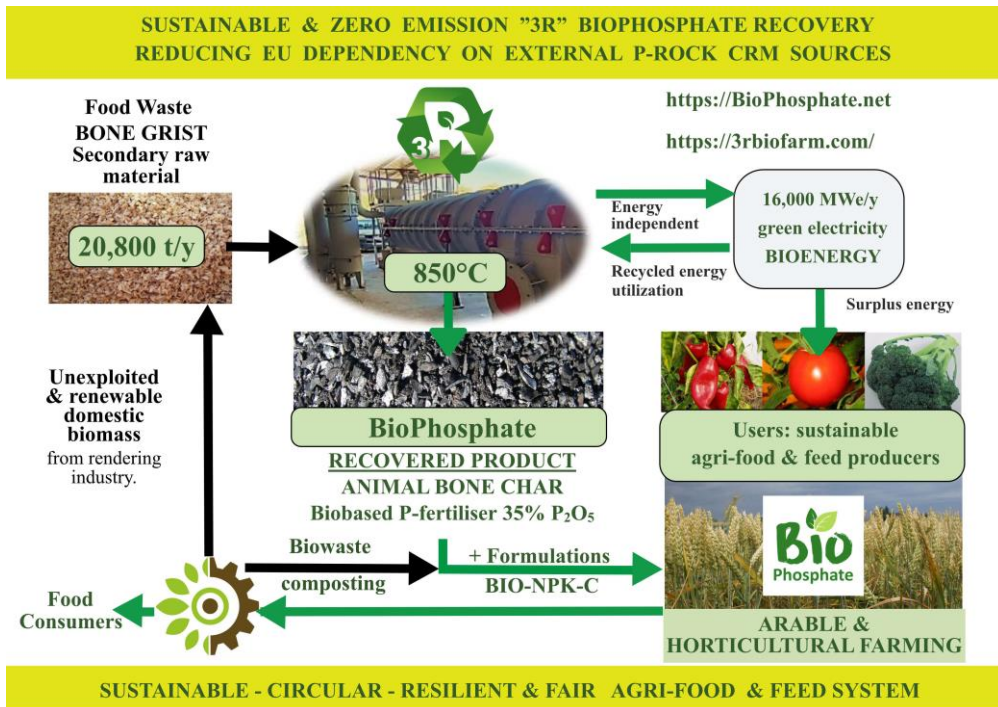 SUSTAINABLE & ZERO EMISSION ”3R” BIOPHOSPHATE RECOVERY
REDUCING EU DEPENDENCY ON EXTERNAL P-ROCK CRM SOURCES
Food Waste
BONE GRIST
Secondary raw
material
20,800 t/y
3R
850°C
https://BioPhosphate.net
https://3rbiofarm.com/
Energy
independent
Recycled energy
utilization
16,000 MWe/y
green electricity
BIOENERGY
Surplus energy
Unexploited
& renewable
domestic
biomass
from rendering
industry.
BioPhosphate
RECOVERED PRODUCT
ANIMAL BONE CHAR
Biobased P-fertiliser 35% P₂O₅
Users: sustainable
agri-food & feed producers
Biowaste
composting
+ Formulations
BIO-NPK-C
Bio
Phosphate
Food
Consumers
ARABLE &
HORTICULTURAL FARMING
SUSTAINABLE - CIRCULAR - RESILIENT & FAIR AGRI-FOOD & FEED SYSTEM